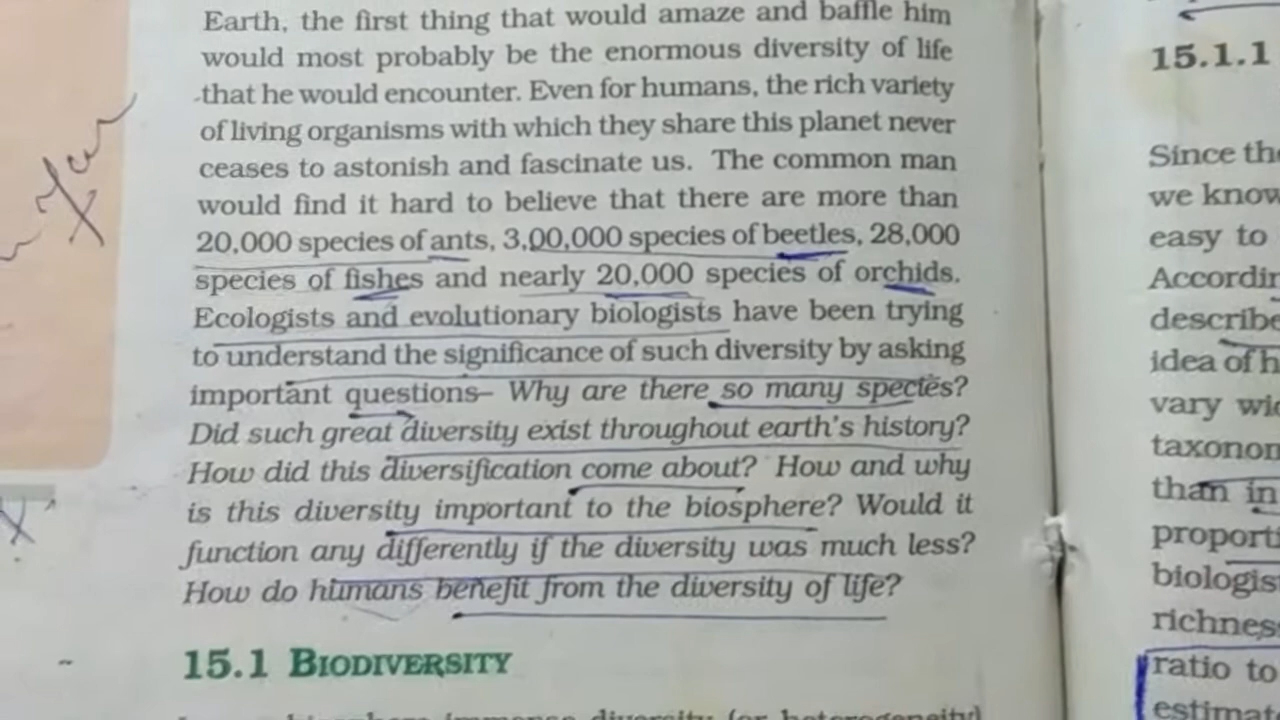 Earth, the first thing that would amaze and baffle him
would most probably be the enormous diversity of life
that he would encounter. Even for humans, the rich variety
of living organisms with which they share this planet never
ceases to astonish and fascinate us. The common man
would find it hard to believe that there are more than
20,000 species of ants, 3,00,000 species of beetles, 28,000
species of fishes and nearly 20,000 species of orchids.
Ecologists and evolutionary biologists have been trying
to understand the significance of such diversity by asking
important questions– Why are there so many species?
Did such great diversity exist throughout earth's history?
How did this diversification come about? How and why
is this diversity important to the biosphere? Would it
function any differently if the diversity was much less?
How do humans benefit from the diversity of life?
15.1 BIODIVERSITY
diversity (or heterogeneity)
15.1.1
Since the
we know
easy to
describe
idea of h
vary
than in
ratio to